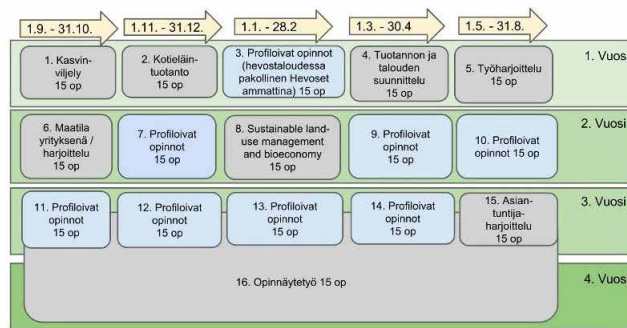 1.9. - 31.10.
1.11. - 31.12.
1.1. - 28.2
1.3. - 30.4
1.5. - 31.8.
1. Kasvin-
viljely
15 op
2. Kotieläin-
tuotanto
15 op
3. Profiloivat opinnot
(hevostaloudessa
pakollinen Hevoset
ammattina) 15 op
4. Tuotannon ja
talouden
suunnittelu
15 op
5. Työharjoittelu
15 op
1. Vuosi
6. Maatila
yrityksenä /
harjoittelu
15 op
7. Profiloivat
opinnot
15 op
8. Sustainable land-
use management
and bioeconomy
15 op
9. Profiloivat
opinnot
15 op
10. Profiloivat
opinnot 15 op
2. Vuosi
11. Profiloivat
opinnot
15 op
12. Profiloivat
opinnot
15 op
13. Profiloivat
opinnot
15 op
14. Profiloivat
opinnot
15 op
15. Asian-
tuntija-
harjoittelu
15 op
3. Vuosi
16. Opinnäytetyö 15 op
4. Vuosi